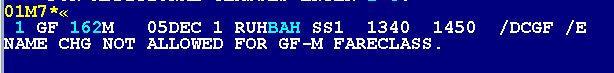 01M7*«
1 GF 162M 05DEC 1 RUHBAH SS1 1340 1450 /DCGF /E
NAME CHG NOT ALLOWED FOR GF-M FARECLASS.